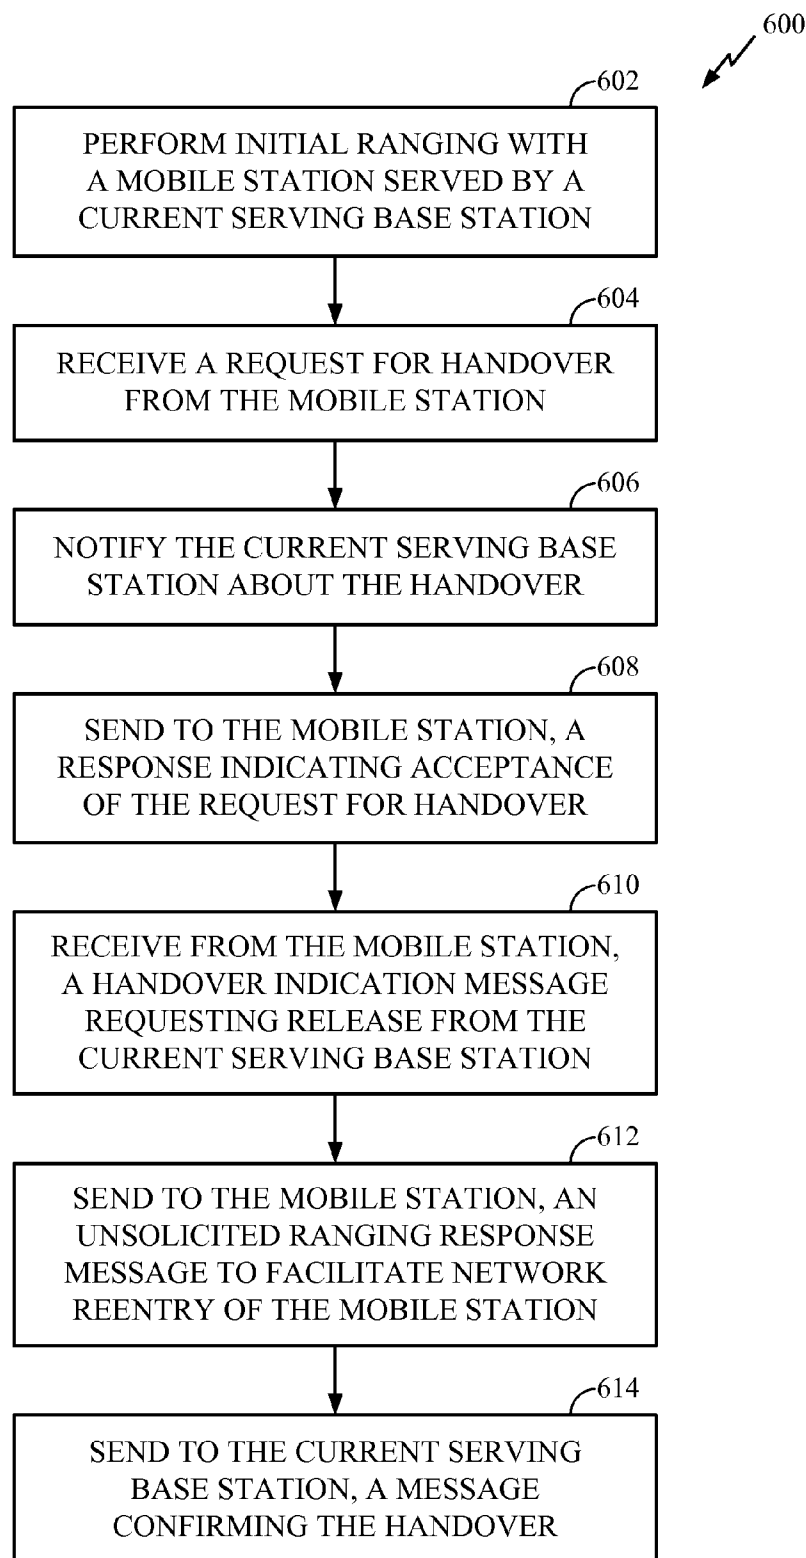 600
602
PERFORM INITIAL RANGING WITH
A MOBILE STATION SERVED BY A
CURRENT SERVING BASE STATION
604
RECEIVE A REQUEST FOR HANDOVER
FROM THE MOBILE STATION
606
NOTIFY THE CURRENT SERVING BASE
STATION ABOUT THE HANDOVER
608
SEND TO THE MOBILE STATION, A
RESPONSE INDICATING ACCEPTANCE
OF THE REQUEST FOR HANDOVER
610
RECEIVE FROM THE MOBILE STATION,
A HANDOVER INDICATION MESSAGE
REQUESTING RELEASE FROM THE
CURRENT SERVING BASE STATION
612
SEND TO THE MOBILE STATION, AN
UNSOLICITED RANGING RESPONSE
MESSAGE TO FACILITATE NETWORK
REENTRY OF THE MOBILE STATION
614
SEND TO THE CURRENT SERVING
BASE STATION, A MESSAGE
CONFIRMING THE HANDOVER